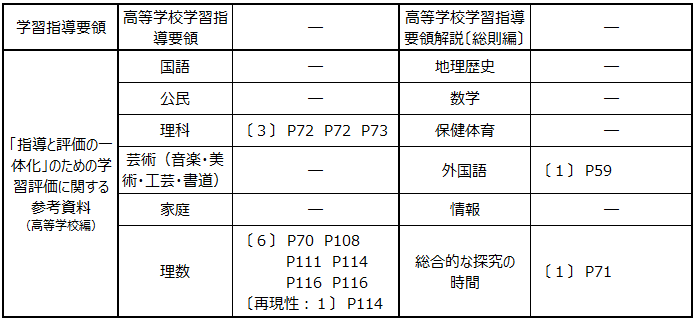 学習指導要領
高等学校学習指
導要領
―
高等学校学習指導
要領解説〔総則編〕
―
「指導と評価の一
体化」のための学
習評価に関する
参考資料
（高等学校編）
国語
―
地理歴史
―
公民
―
数学
―
理科
〔３〕 P72 P72 P73
保健体育
―
芸術（音楽・美
術・工芸・書道）
―
外国語
〔１〕 P59
家庭
―
情報
―
理数
〔６〕 P70 P108
P111 P114
P116 P116
〔再現性：１〕 P114
総合的な探究の
時間
〔１〕 P71